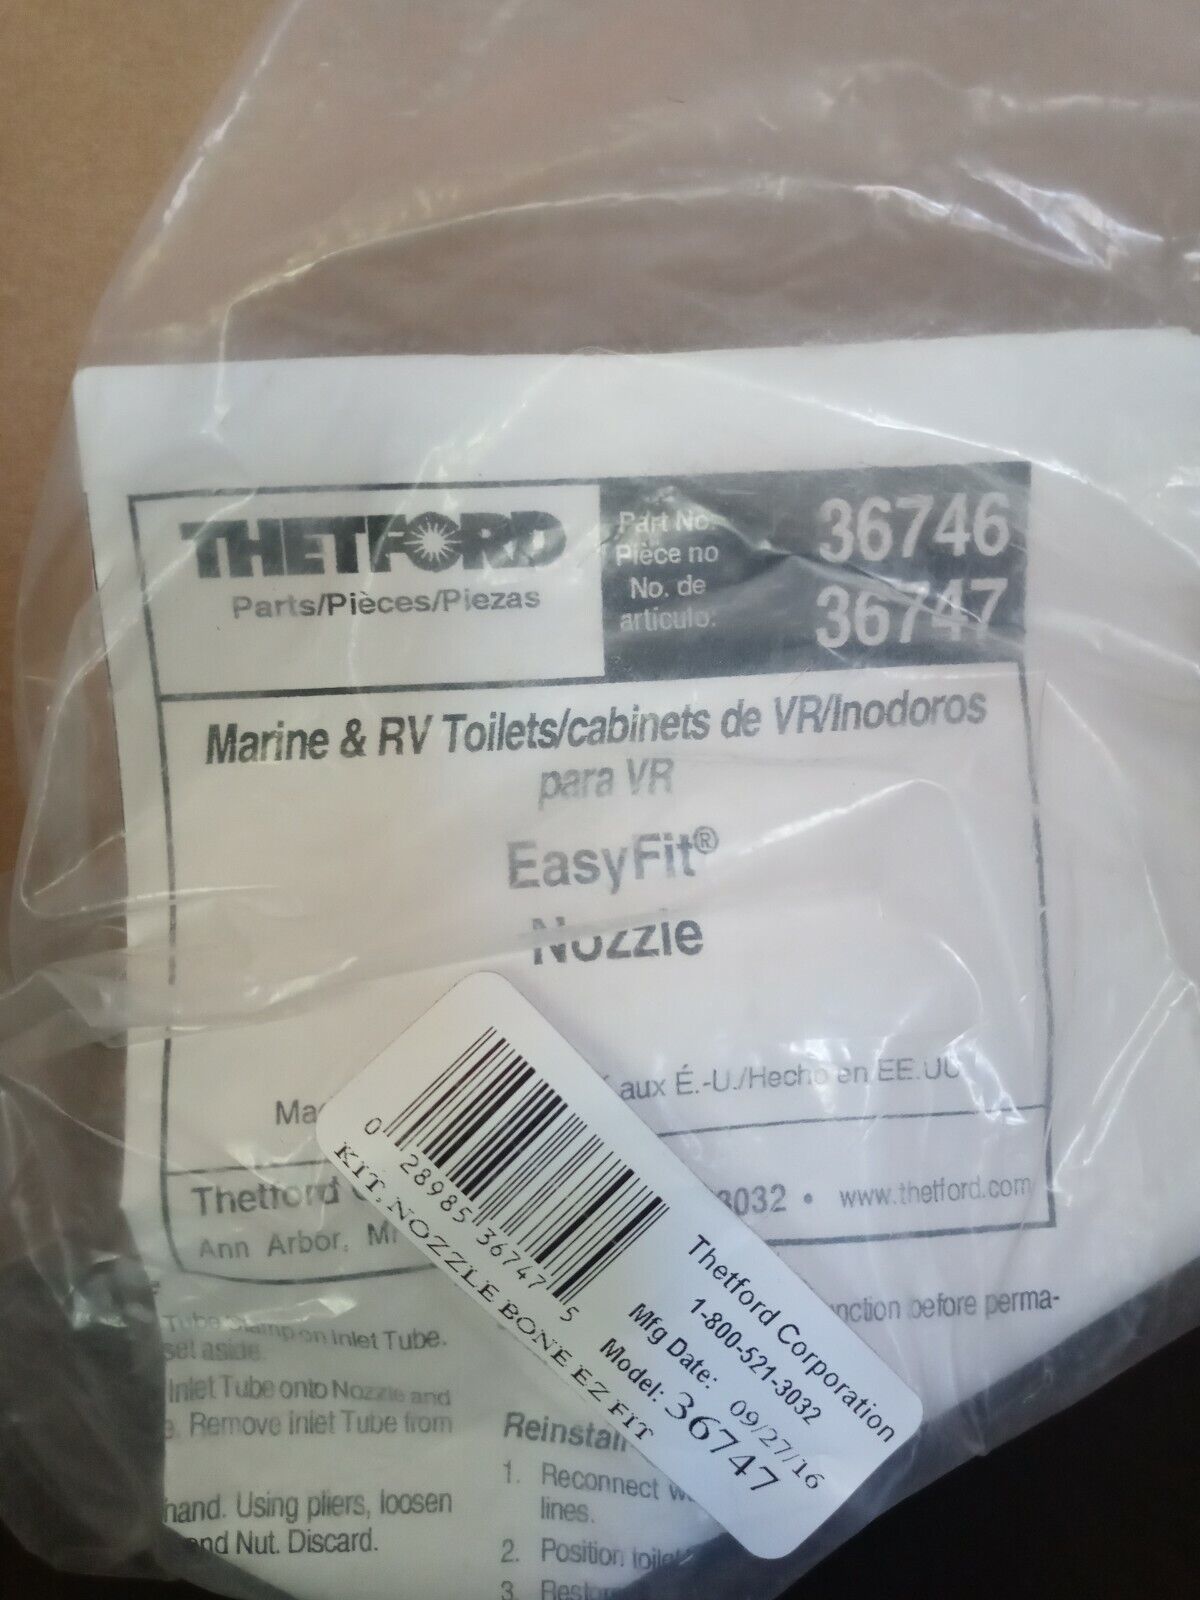 THETFORD
Parts/Pièces/Piezas
Part No.
Pièce no
No. de
articulo:
36746
36747
Marine & RV Toilets/cabinets de VR/Inodoros
para VR
EasyFit®
Nozzle
aux É.-U./Hecho en EE.UU
Thetford
3032 • www.thetford.com
Ann Arbor, MI
Tube Clamp on Inlet Tube.
set aside.
Inlet Tube onto Nozzle and
Remove Inlet Tube from
hand. Using pliers, loosen
and Nut. Discard.
before perma-
Reinstall
1. Reconnect
lines.
2. Position toilet
3.
0 28985 36747 5
KIT, NOZZLE BONE EZ FIT
Thetford Corporation
1-800-521-3032
Mfg Date: 09/27/16
Model: 36747